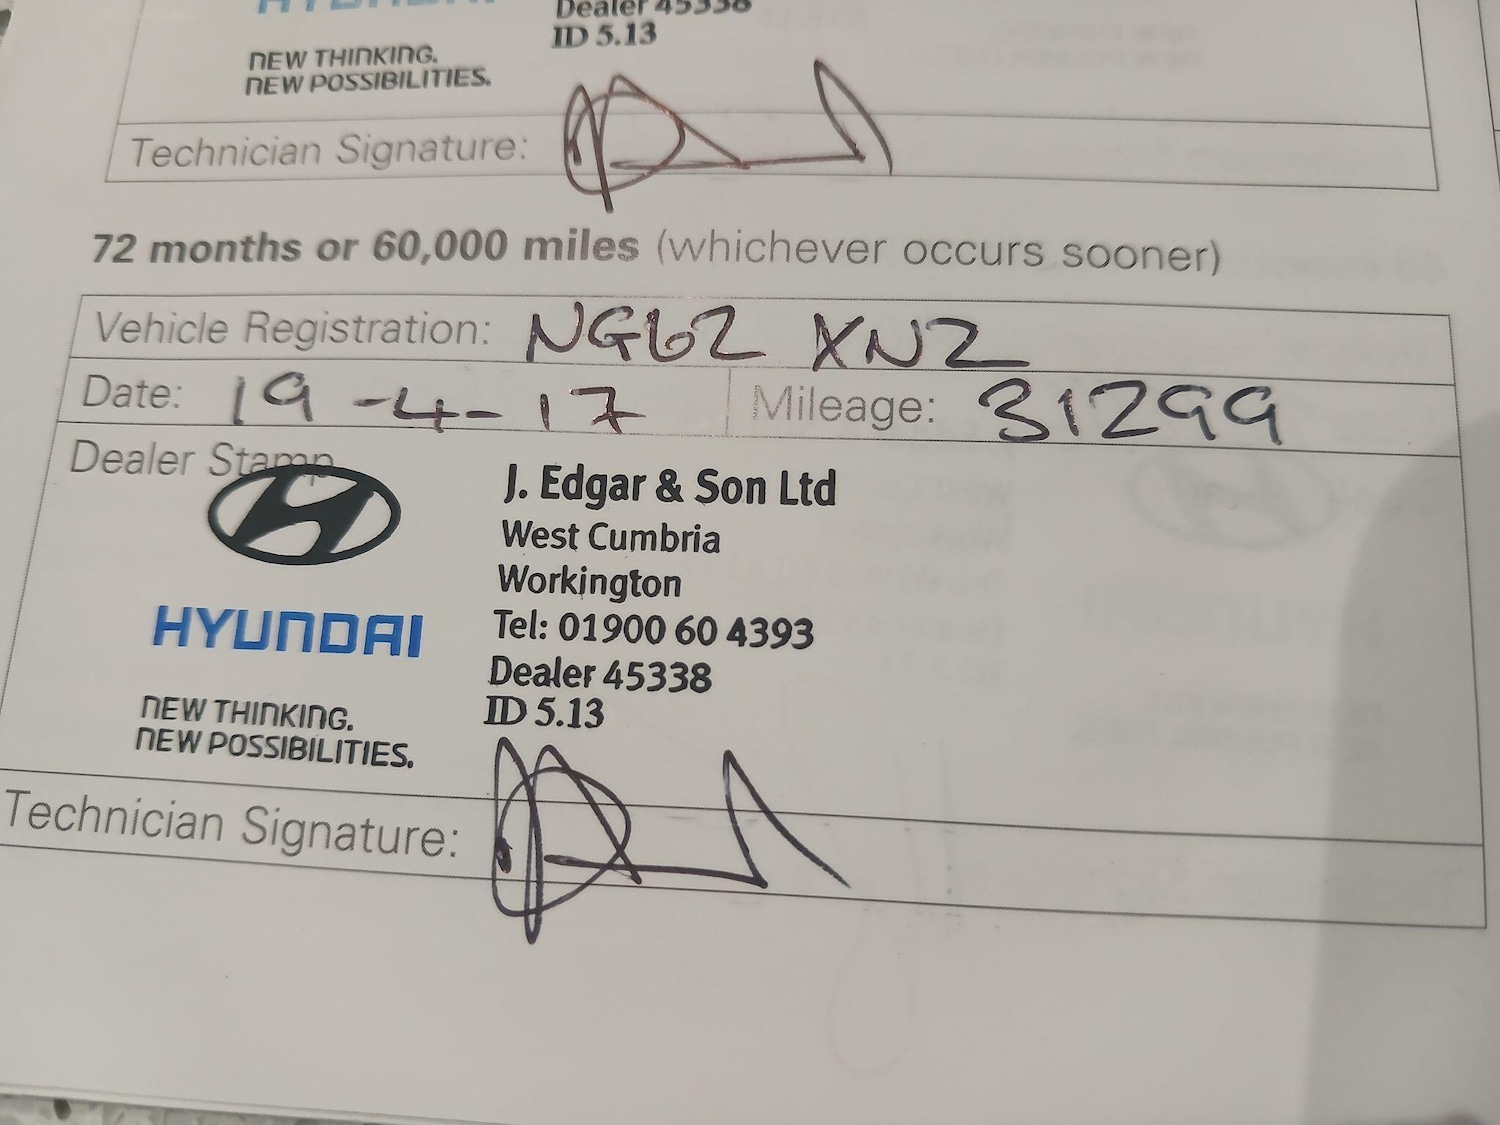 HYUNDAI
Dealer 45338
ID 5.13
NEW THINKING.
NEW POSSIBILITIES.
Technician Signature:
72 months or 60,000 miles (whichever occurs sooner)
Vehicle Registration: NG62 XNZ
Date: 19-4-17 Mileage: 31299
Dealer Stamp
J. Edgar & Son Ltd
West Cumbria
Workington
HYUNDAI
Tel: 01900 60 4393
Dealer 45338
ID 5.13
NEW THINKING.
NEW POSSIBILITIES.
Technician Signature: